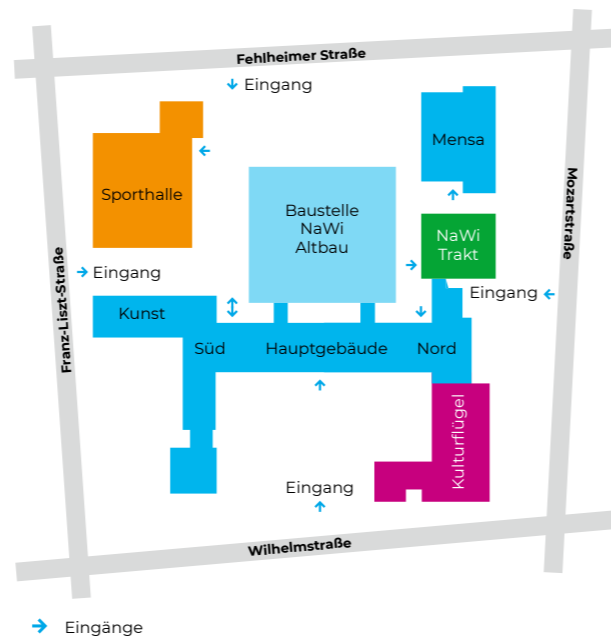 Fehlheimer Straße
Eingang
Mensa
Sporthalle
Baustelle
NaWi
Altbau
NaWi
Trakt
Mozartstraße
Franz-Liszt-Straße
Eingang
Eingang
Kunst
Süd
Hauptgebäude
Nord
Kulturflügel
Eingang
Wilhelmstraße
Eingänge